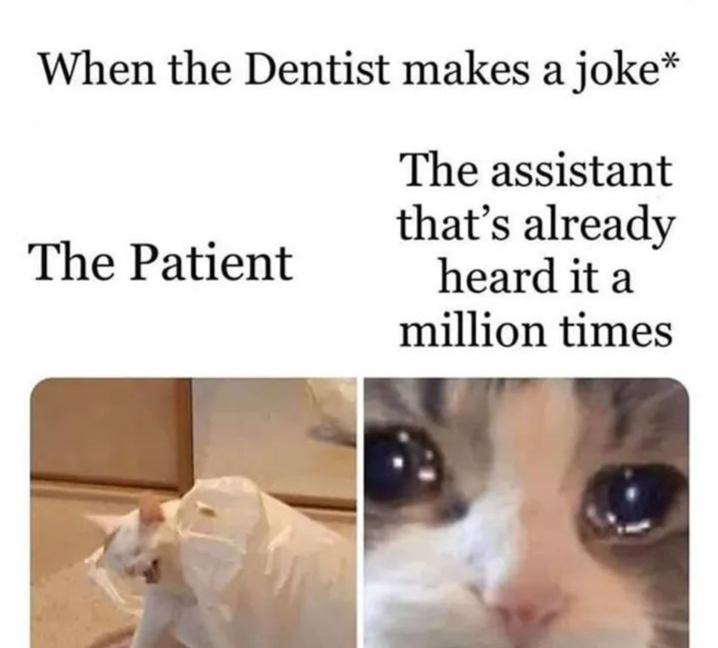 When the Dentist makes a joke*
The Patient
The assistant
that’s already
heard it a
million times